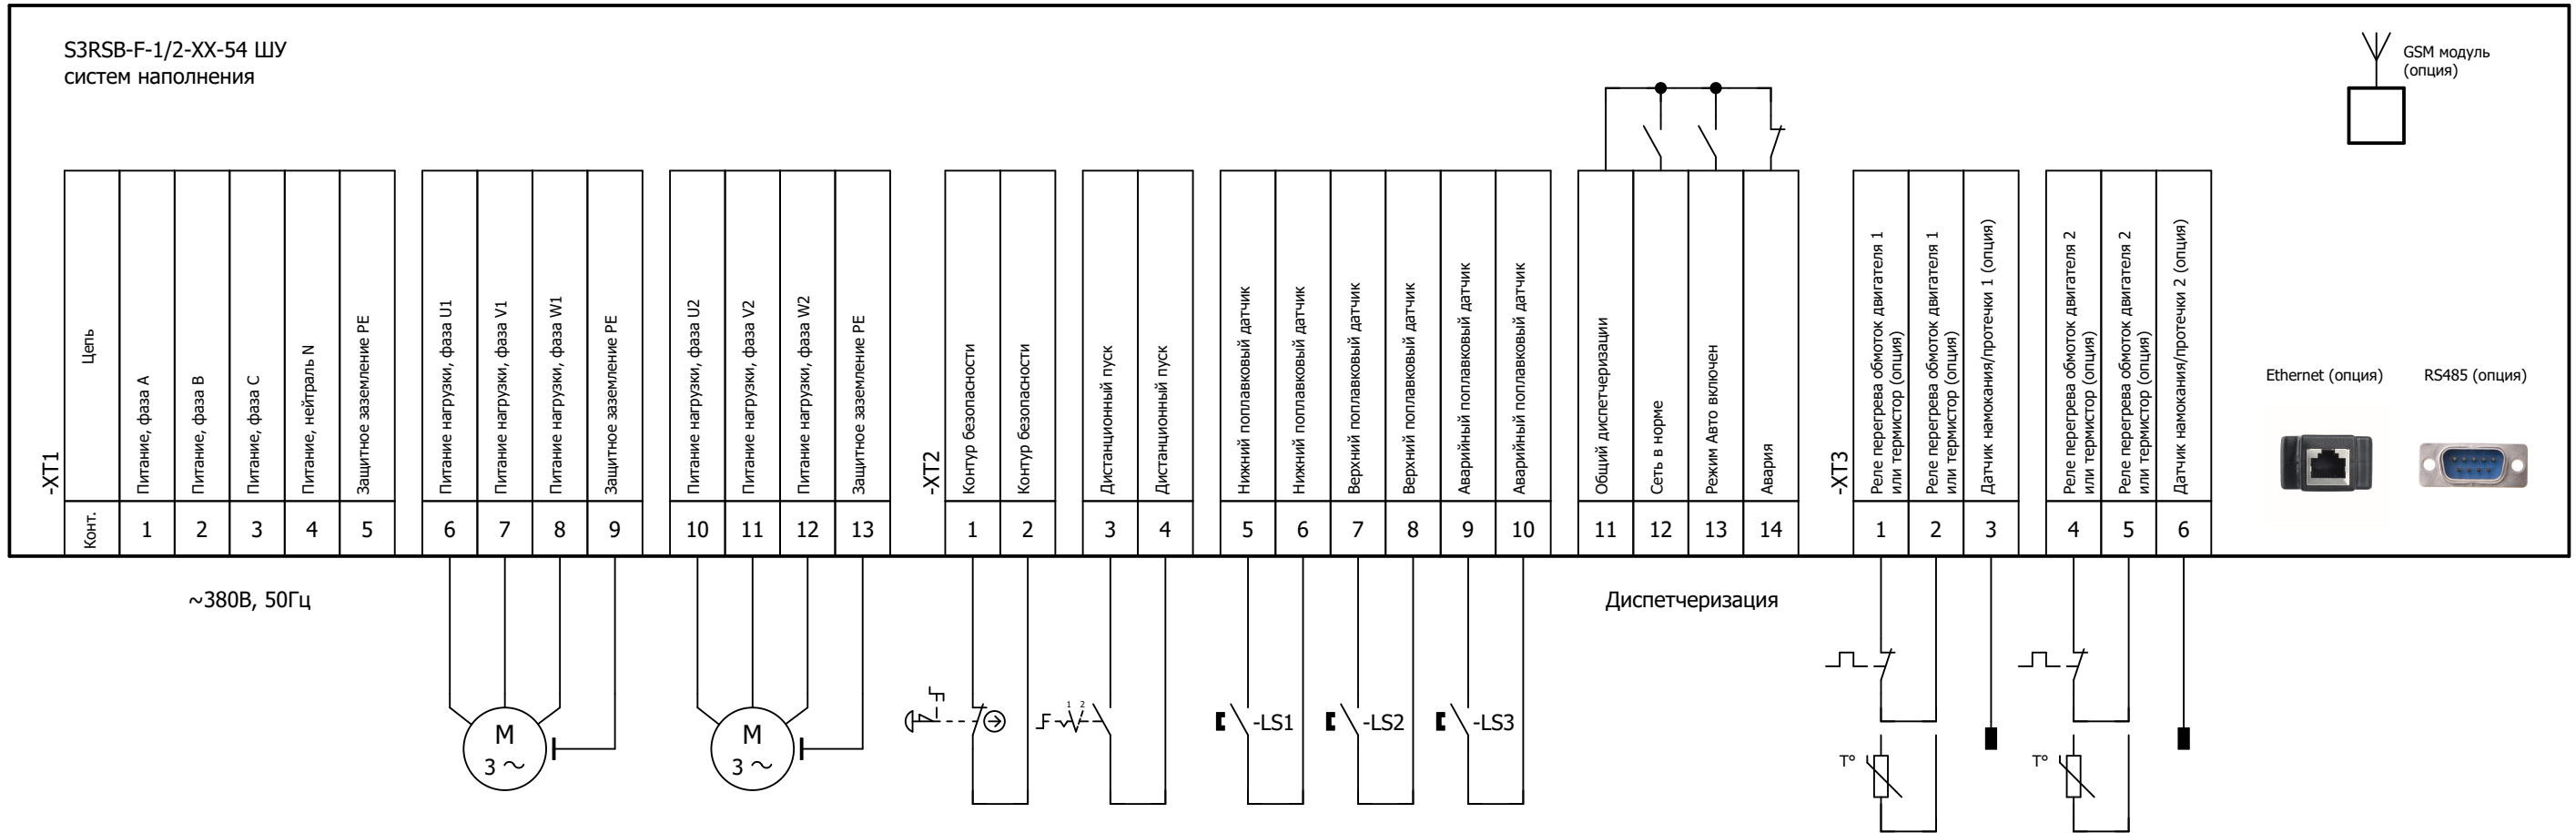 S3RSB-F-1/2-XX-54 ШУ
систем наполнения
GSM модуль
(опция)
-XT1
Цепь
Питание, фаза A
Питание, фаза B
Питание, фаза C
Питание, нейтраль N
Защитное заземление PE
Питание нагрузки, фаза U1
Питание нагрузки, фаза V1
Питание нагрузки, фаза W1
Защитное заземление PE
Питание нагрузки, фаза U2
Питание нагрузки, фаза V2
Питание нагрузки, фаза W2
Защитное заземление PE
-XT2
Контур безопасности
Контур безопасности
Дистанционный пуск
Дистанционный пуск
Нижний поплавковый датчик
Нижний поплавковый датчик
Верхний поплавковый датчик
Верхний поплавковый датчик
Аварийный поплавковый датчик
Аварийный поплавковый датчик
Общий диспетчеризации
Сеть в норме
Режим Авто включен
Авария
-XT3
Реле перегрева обмоток двигателя 1
или термистор (опция)
Реле перегрева обмоток двигателя 1
или термистор (опция)
Датчик намокания/протечки 1 (опция)
Реле перегрева обмоток двигателя 2
или термистор (опция)
Реле перегрева обмоток двигателя 2
или термистор (опция)
Датчик намокания/протечки 2 (опция)
Ethernet (опция)
RS485 (опция)
Конт.
1 2 3 4 5 6 7 8 9 10 11 12 13
1 2 3 4 5 6 7 8 9 10 11 12 13 14
1 2 3 4 5 6
~380В, 50Гц
Диспетчеризация
M
3 ~
M
3 ~
1 2
-LS1
-LS2
-LS3
T°
T°